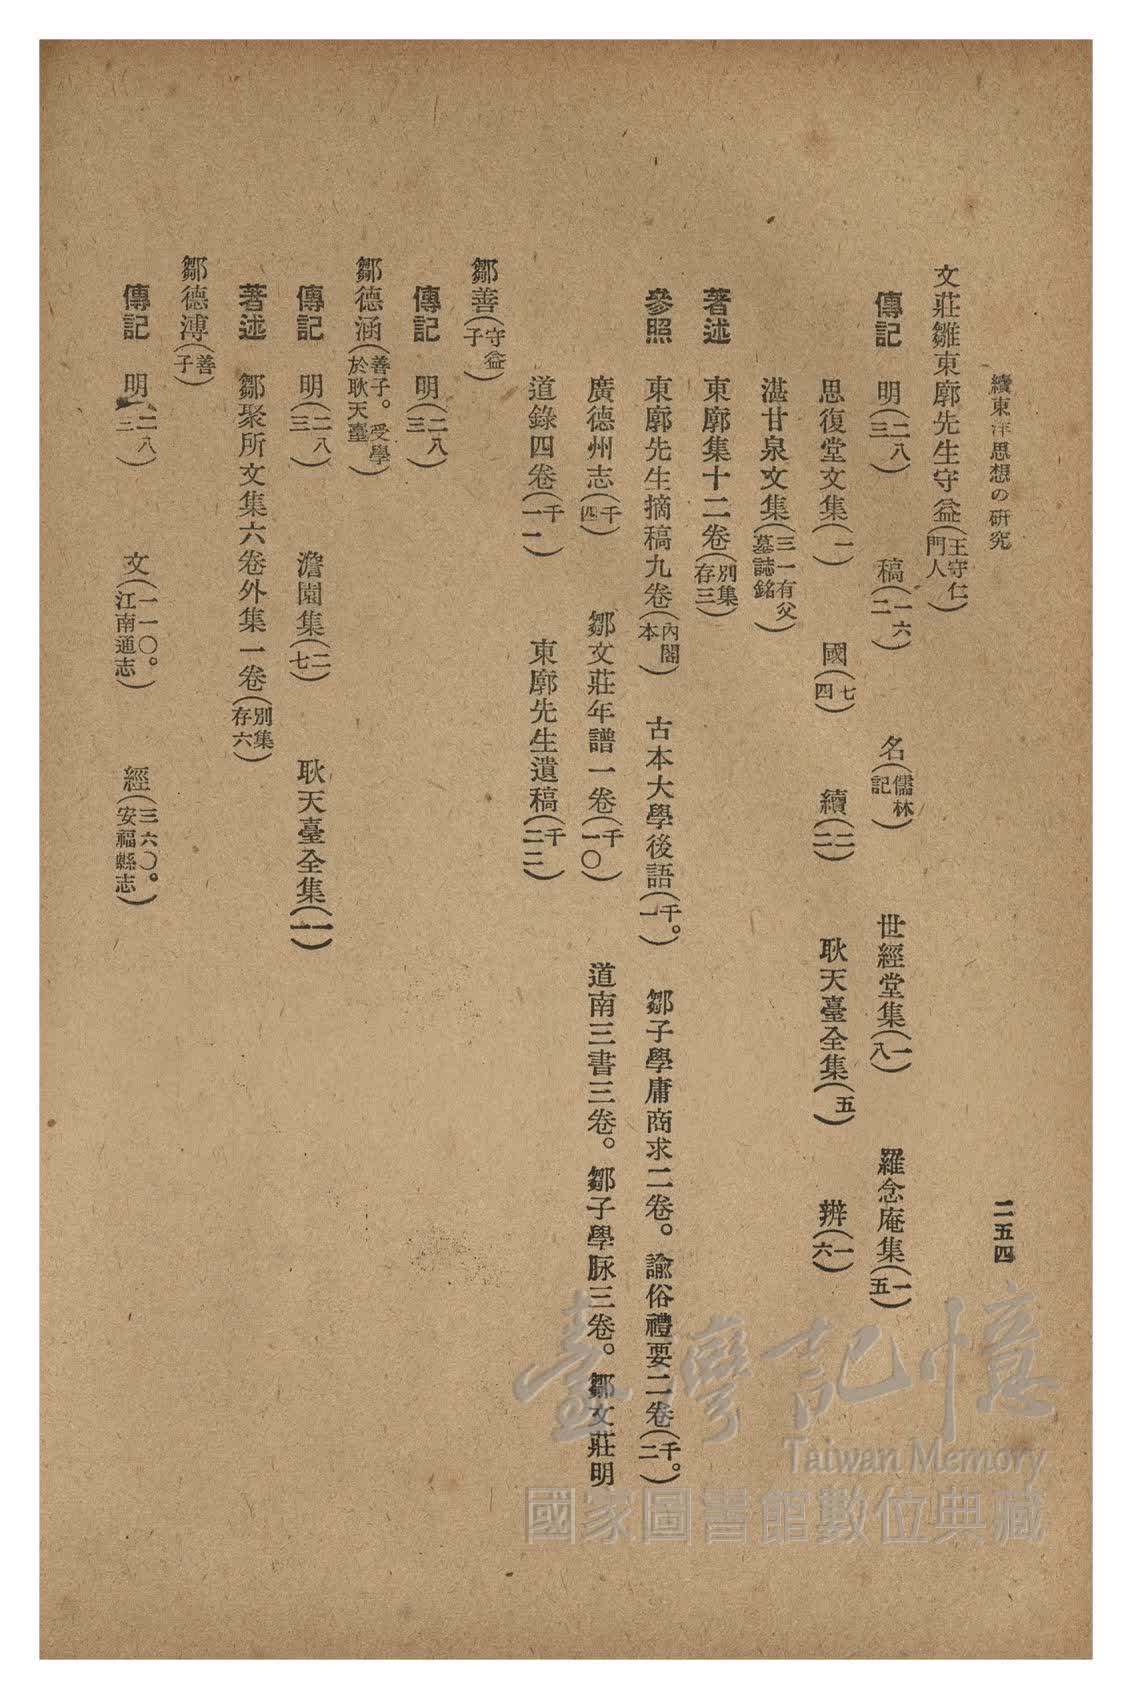 續東洋思想の硏究
二五四
文莊鄒東廓先生守益(王守仁門人)
傳記 明(二八三) 稿(一六二) 名(儒林記) 世經堂集(一八) 羅念庵集(一五)
思復堂文集(一) 國(七四) 續(二二) 耿天臺全集(五) 辨(一六)
湛甘泉文集(三一有父墓誌銘)
著述 東廓集十二卷(別集存三)
參照 東廓先生摘稿九卷(內閣本) 古本大學後語(千。一) 鄒子學庸商求二卷。諭俗禮要二卷(千。二)
廣德州志(千四) 鄒文莊年譜一卷(千一〇) 道南三書三卷。鄒子學脉三卷。鄒文莊明
道錄四卷(千一一) 東廓先生遺稿(千二二)
鄒善(守益子)
傳記 明(二八三)
鄒德涵(善子。受學於耿天臺)
傳記 明(二八三) 澹園集(二七) 耿天臺全集(一一)
著述 鄒聚所文集六卷外集一卷(別集存六)
鄒德溥(善子)
傳記 明(二八三) 文(一一〇。江南通志) 經(三六〇。安福縣志)
臺灣記憶
Taiwan Memory
國家圖書館數位典藏